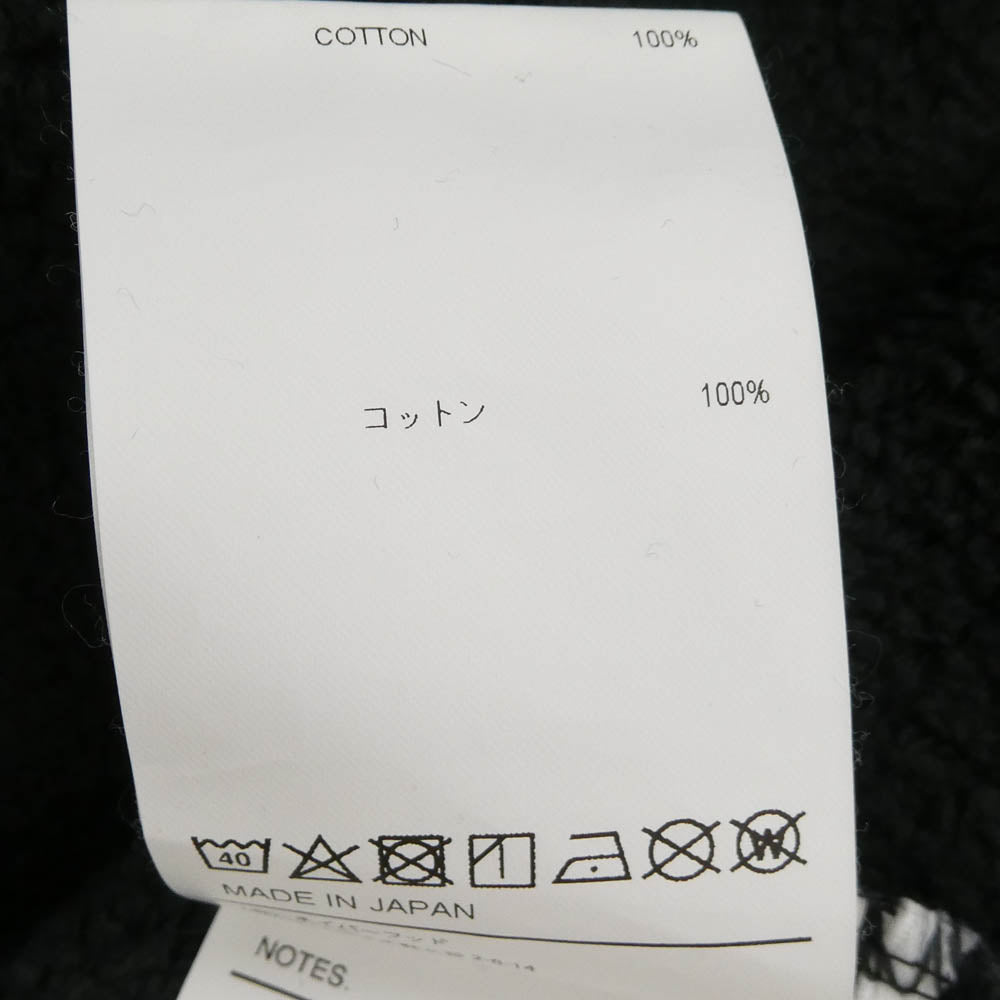 COTTON 100%
コットン 100%
40 W
MADE IN JAPAN
NOTES.